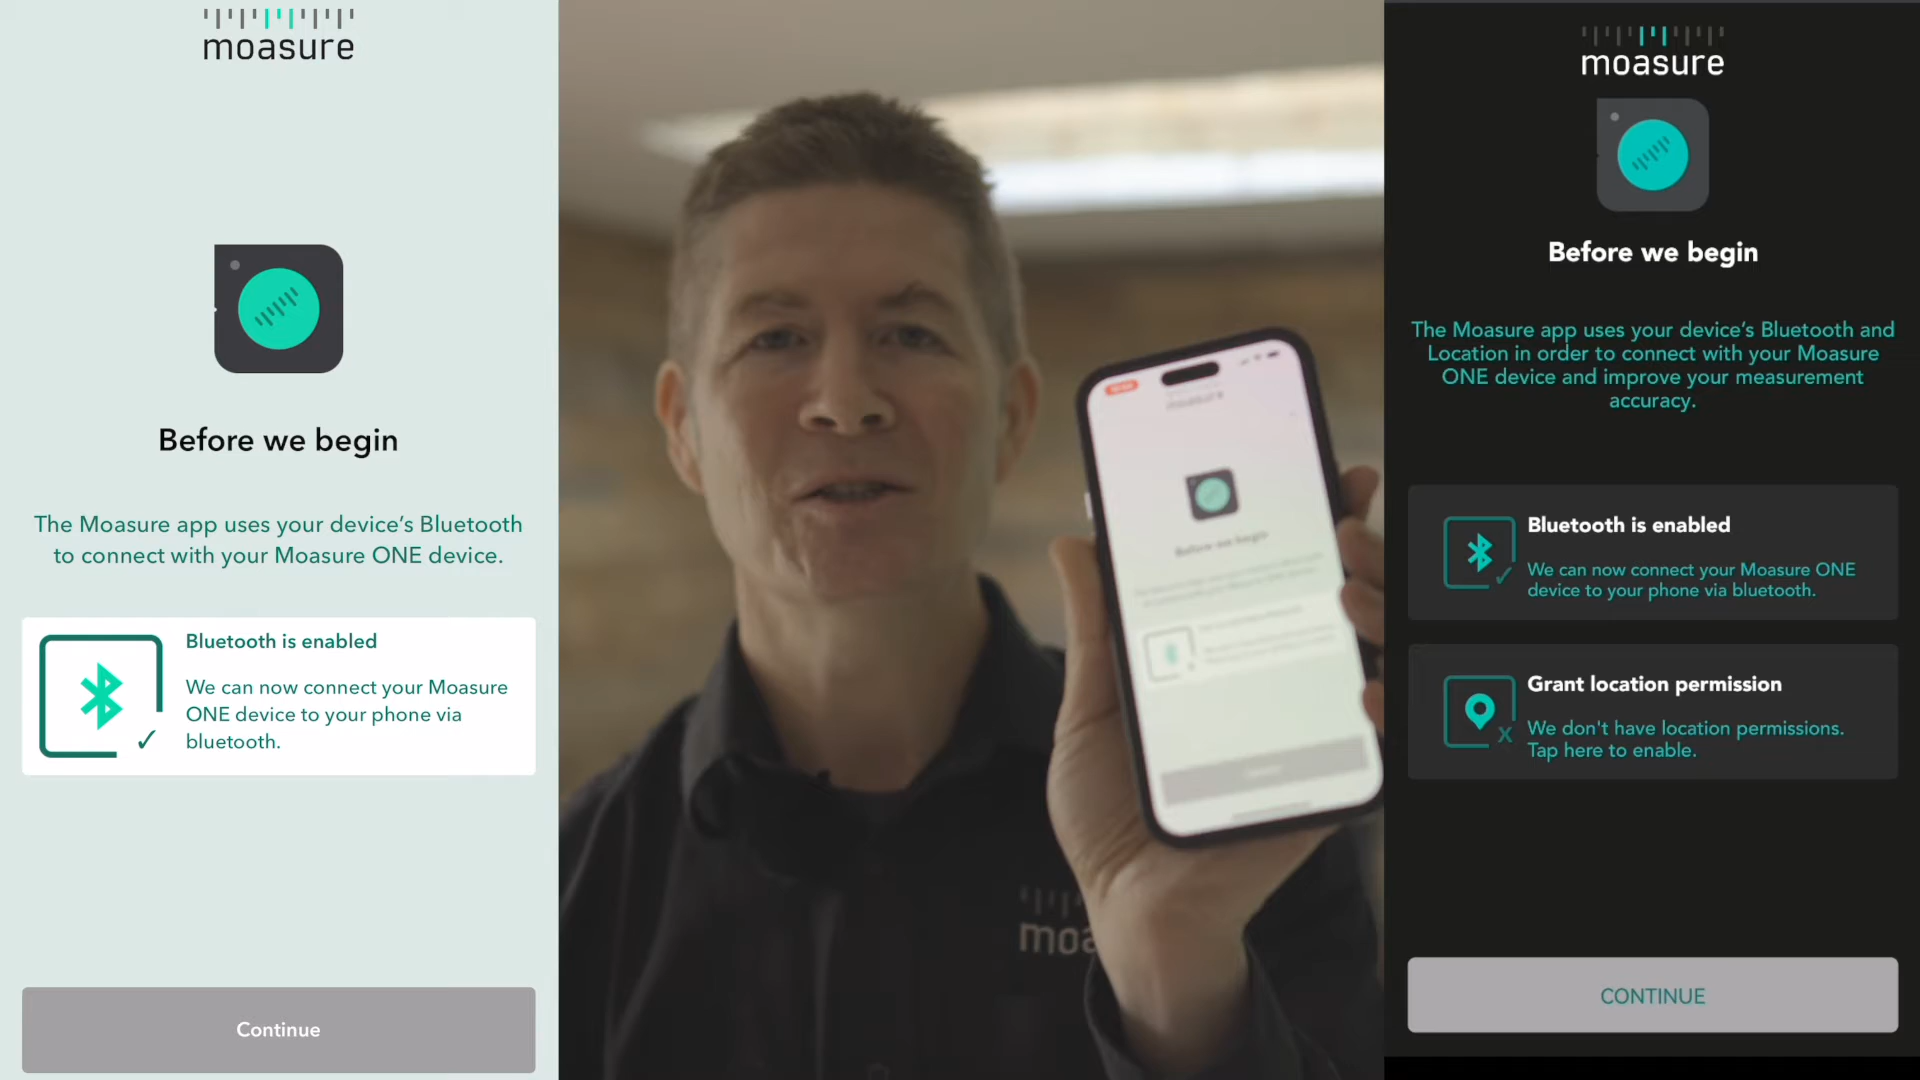 moasure
Before we begin
The Moasure app uses your device's Bluetooth
to connect with your Moasure ONE device.
Bluetooth is enabled
We can now connect your Moasure
ONE device to your phone via
bluetooth.
Continue
moasure
Before we begin
moa
moasure
Before we begin
The Moasure app uses your device's Bluetooth and
Location in order to connect with your Moasure
ONE device and improve your measurement
accuracy.
Bluetooth is enabled
We can now connect your Moasure ONE
device to your phone via bluetooth.
Grant location permission
We don't have location permissions.
Tap here to enable.
CONTINUE